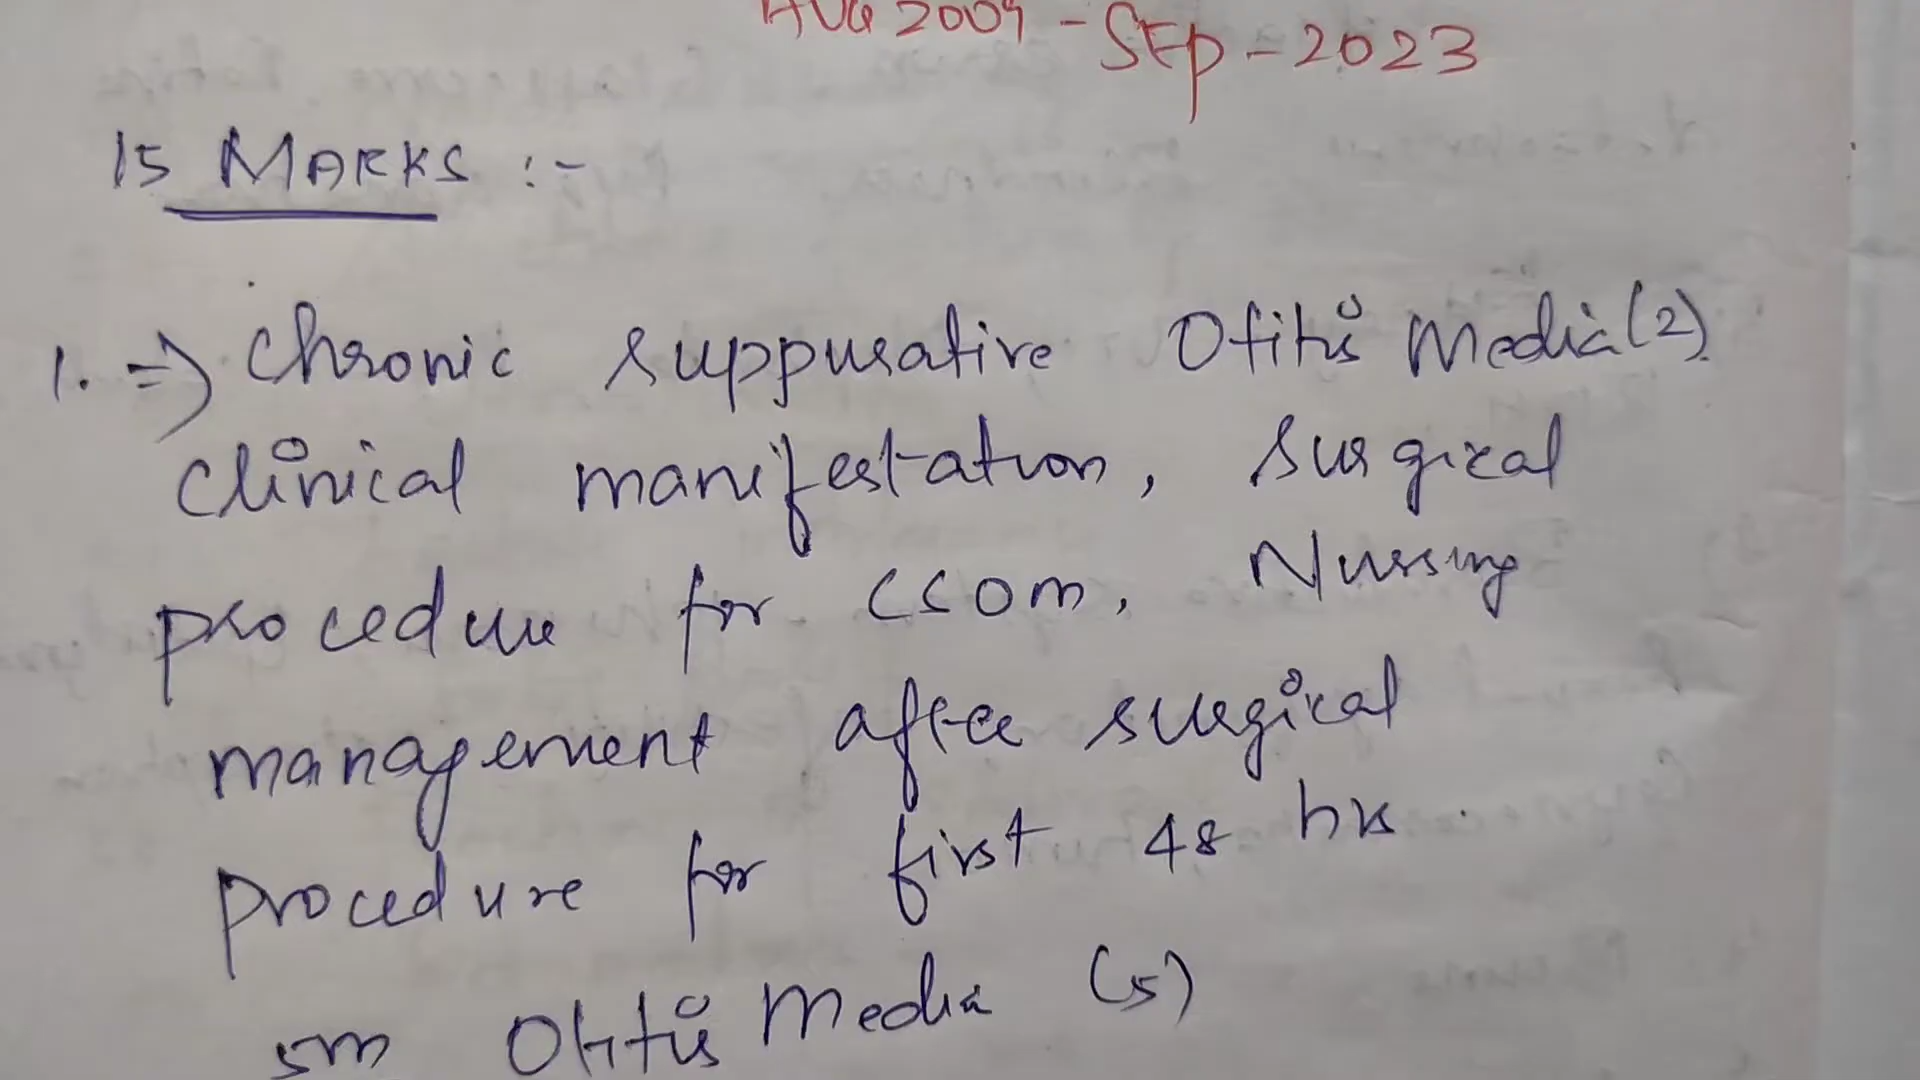 AUG 2009 - SEP - 2023
15 MARKS :-
1. => Chronic suppurative Otitis Media (2)
Clinical manifestation, surgical
procedure for CSOM, Nursing
management after surgical
procedure for first 48 hrs.
5m Otitis Media (5)